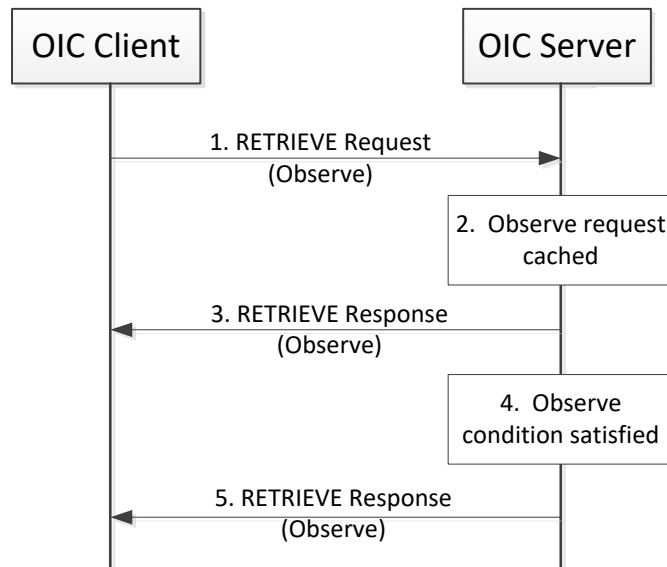 OIC Client
OIC Server
1. RETRIEVE Request
(Observe)
2. Observe request
cached
3. RETRIEVE Response
(Observe)
4. Observe
condition satisfied
5. RETRIEVE Response
(Observe)